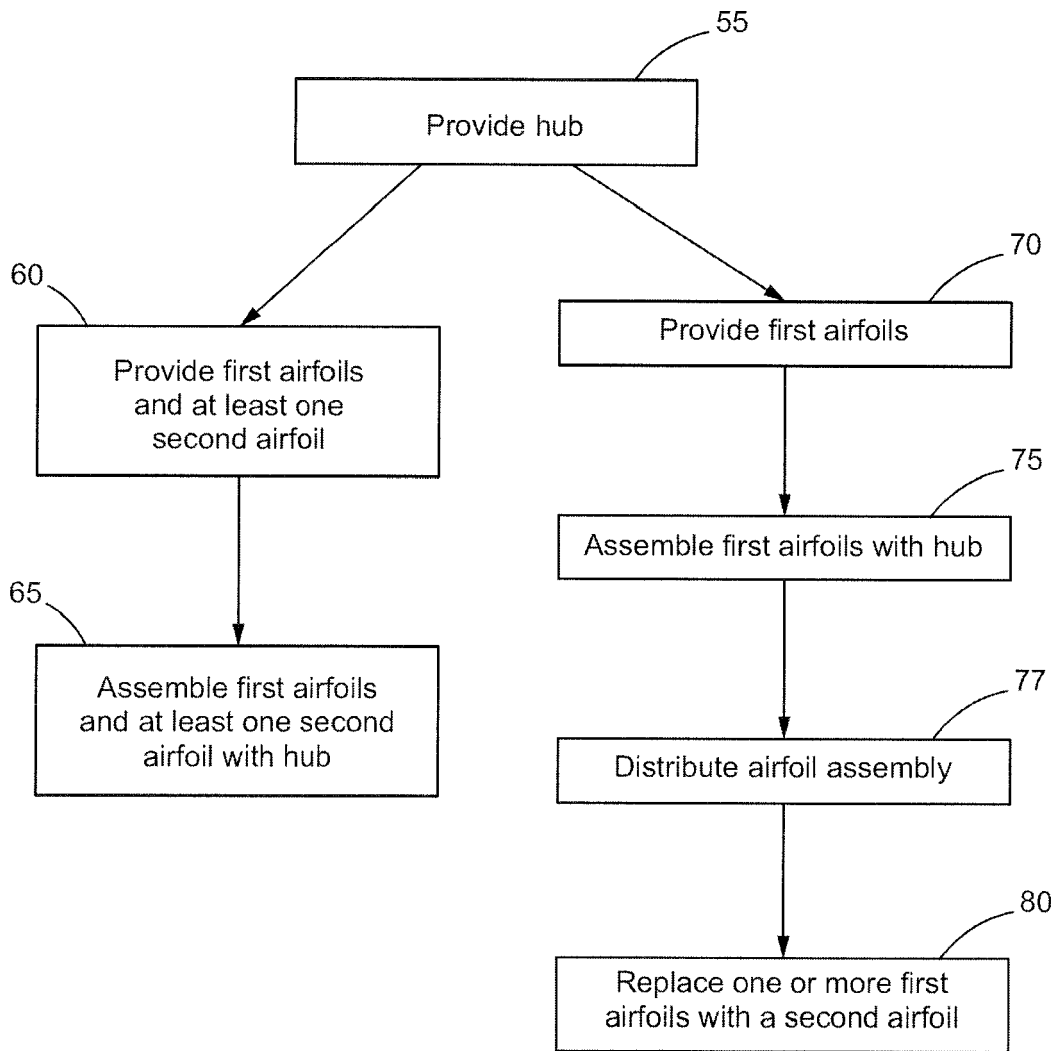 55
Provide hub
60
Provide first airfoils
and at least one
second airfoil
65
Assemble first airfoils
and at least one second
airfoil with hub
70
Provide first airfoils
75
Assemble first airfoils with hub
77
Distribute airfoil assembly
80
Replace one or more first
airfoils with a second airfoil